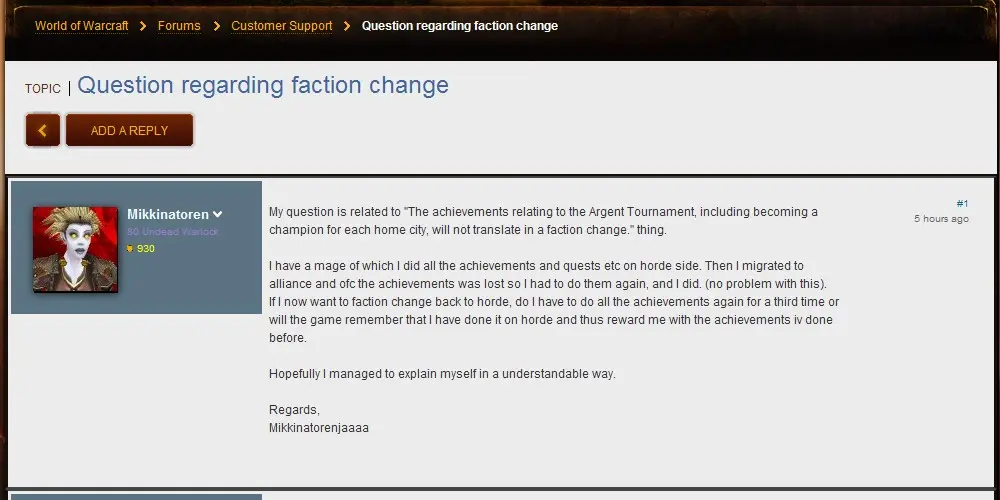 World of Warcraft > Forums > Customer Support > Question regarding faction change
TOPIC | Question regarding faction change
ADD A REPLY
Mikkinatoren
80 Undead Warlock
930
#1
5 hours ago
My question is related to "The achievements relating to the Argent Tournament, including becoming a
champion for each home city, will not translate in a faction change." thing.
I have a mage of which I did all the achievements and quests etc on horde side. Then I migrated to
alliance and ofc the achievements was lost so I had to do them again, and I did. (no problem with this).
If I now want to faction change back to horde, do I have to do all the achievements again for a third time or
will the game remember that I have done it on horde and thus reward me with the achievements iv done
before.
Hopefully I managed to explain myself in a understandable way.
Regards,
Mikkinatorenjaaaa